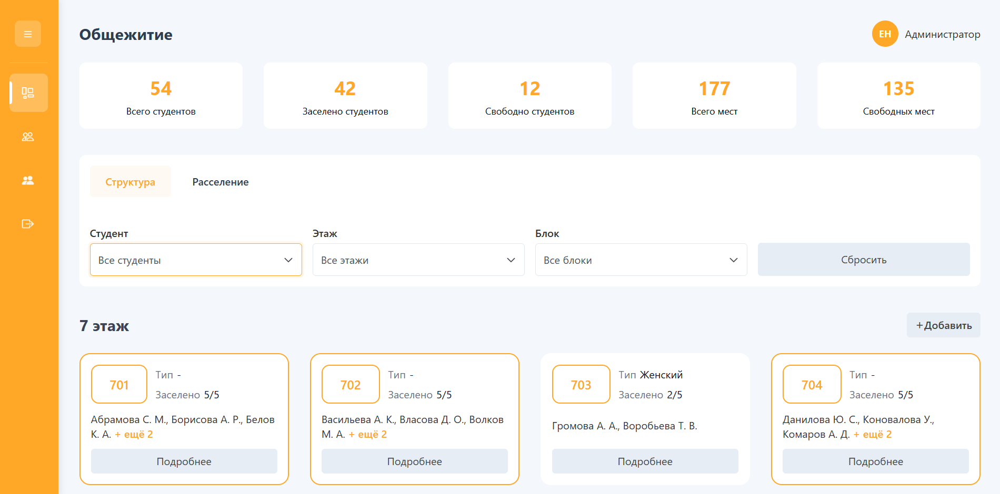 Общежитие
ЕН Администратор
54
Всего студентов
42
Заселено студентов
12
Свободно студентов
177
Всего мест
135
Свободных мест
Структура
Расселение
Студент
Все студенты
Этаж
Все этажи
Блок
Все блоки
Сбросить
7 этаж
+Добавить
701
Тип -
Заселено 5/5
Абрамова С. М., Борисова А. Р., Белов
К. А. + ещё 2
Подробнее
702
Тип -
Заселено 5/5
Васильева А. К., Власова Д. О., Волков
М. А. + ещё 2
Подробнее
703
Тип Женский
Заселено 2/5
Громова А. А., Воробьева Т. В.
Подробнее
704
Тип -
Заселено 5/5
Данилова Ю. С., Коновалова У.,
Комаров А. Д. + ещё 2
Подробнее